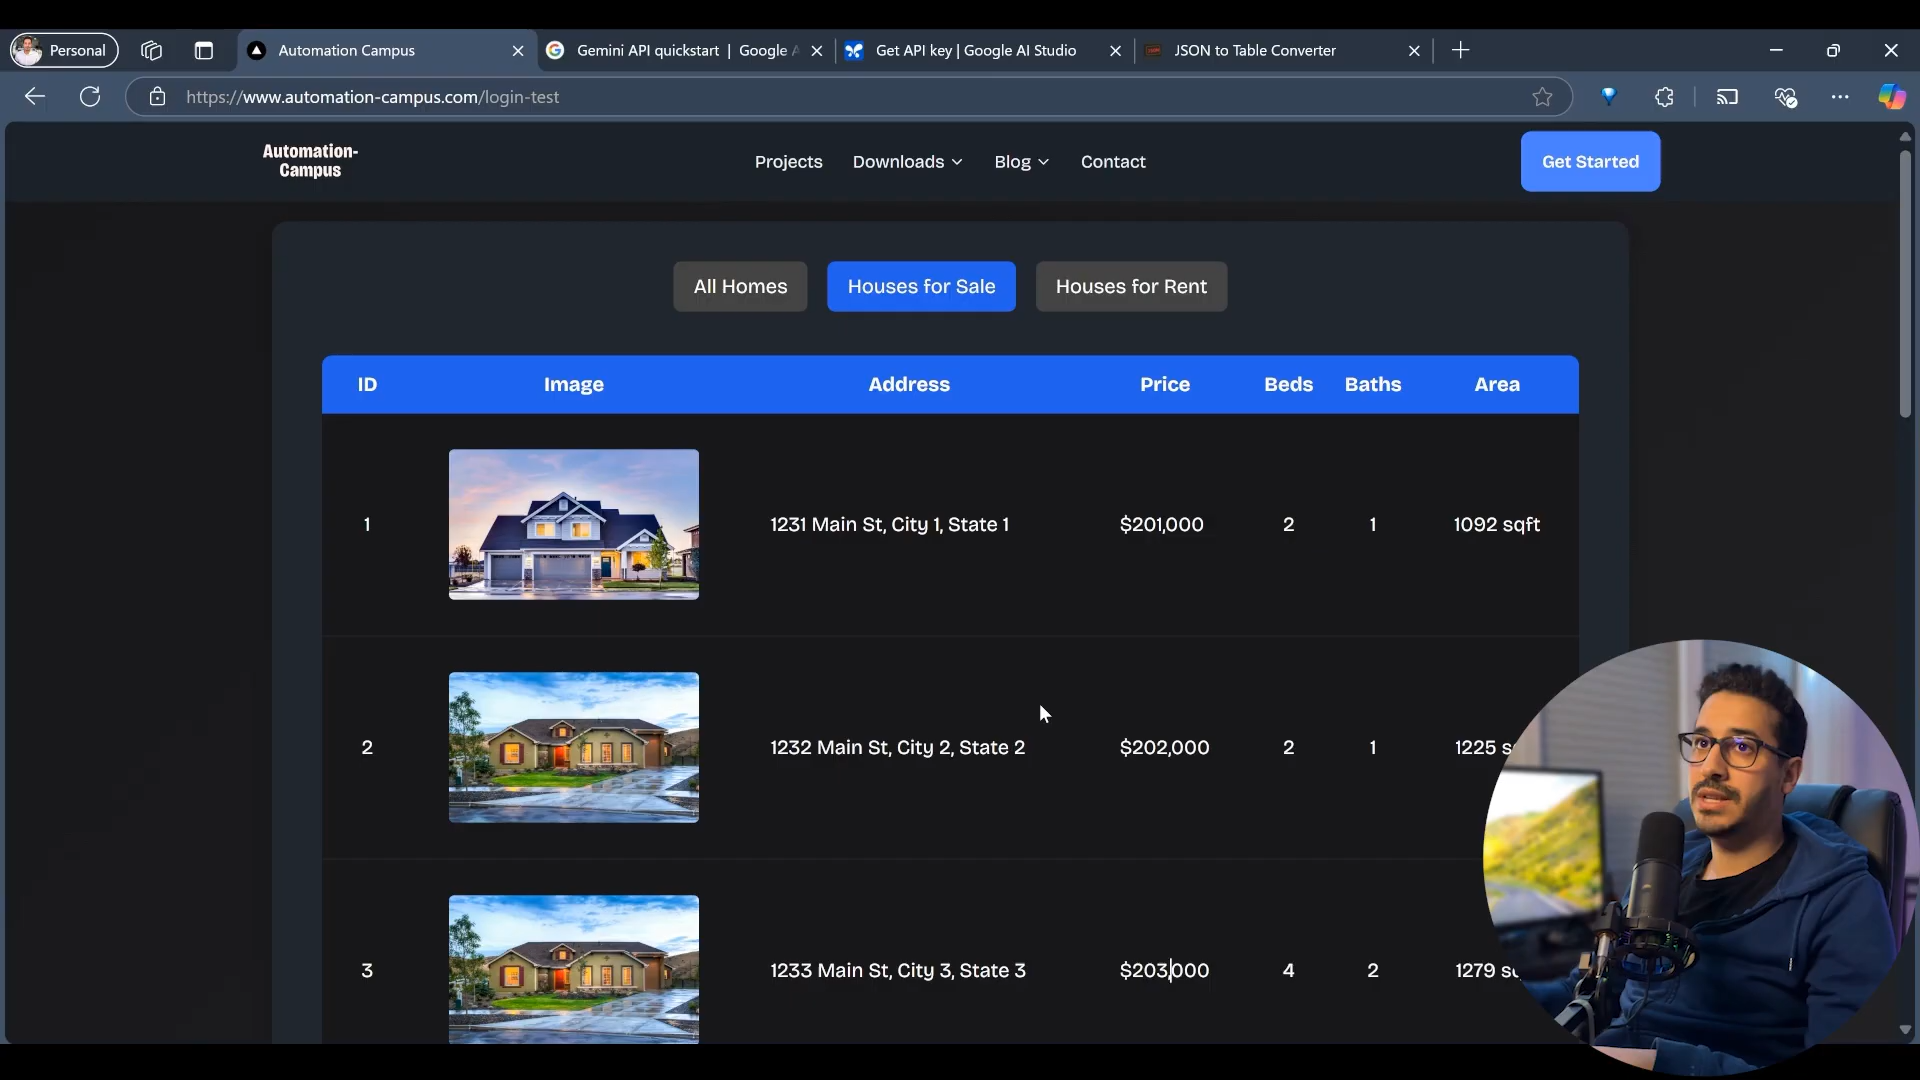 Personal
Automation Campus
Gemini API quickstart | Google
Get API key | Google AI Studio
JSON to Table Converter
https://www.automation-campus.com/login-test
Automation-
Campus
Projects
Downloads
Blog
Contact
Get Started
All Homes
Houses for Sale
Houses for Rent
ID Image Address Price Beds Baths Area
1 1231 Main St, City 1, State 1 $201,000 2 1 1092 sqft
2 1232 Main St, City 2, State 2 $202,000 2 1 1225
3 1233 Main St, City 3, State 3 $203,000 4 2 1279